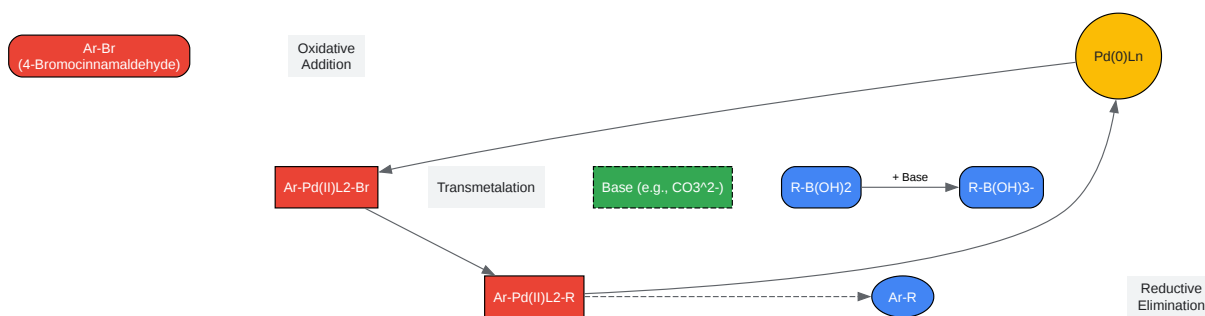 Ar-Br
(4-Bromocinnamaldehyde)
Oxidative
Addition
Pd(0)Ln
Ar-Pd(II)L2-Br
Transmetalation
Base (e.g., CO3^2-)
R-B(OH)2
+ Base
R-B(OH)3-
Ar-Pd(II)L2-R
Ar-R
Reductive
Elimination